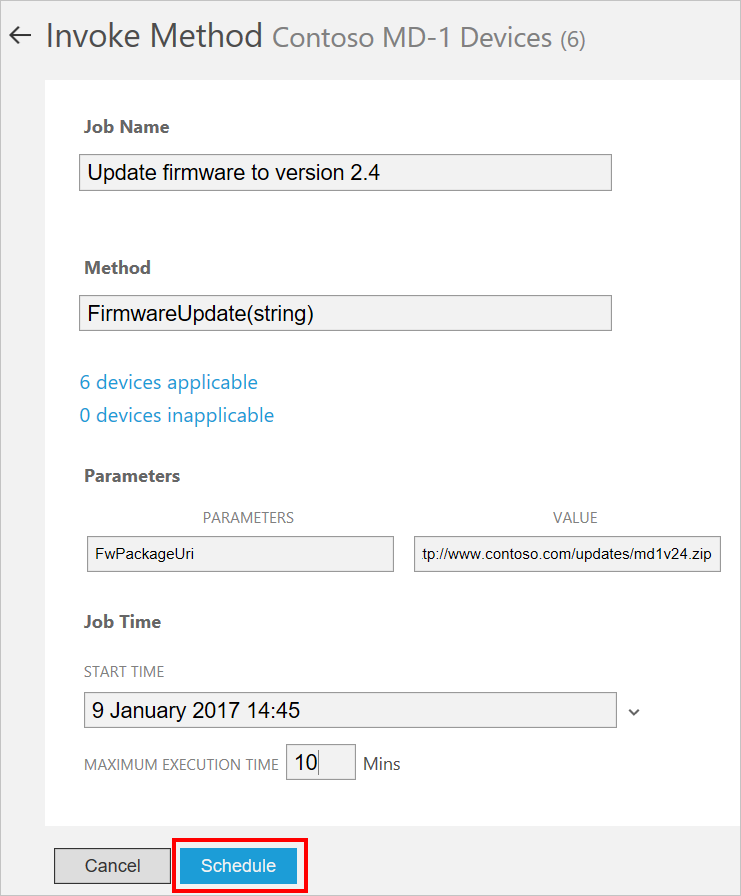 Invoke Method Contoso MD-1 Devices (6)
Job Name
Update firmware to version 2.4
Method
FirmwareUpdate(string)
6 devices applicable
0 devices inapplicable
Parameters
PARAMETERS VALUE
FwPackageUri tp://www.contoso.com/updates/md1v24.zip
Job Time
START TIME
9 January 2017 14:45
MAXIMUM EXECUTION TIME 10 Mins
Cancel Schedule